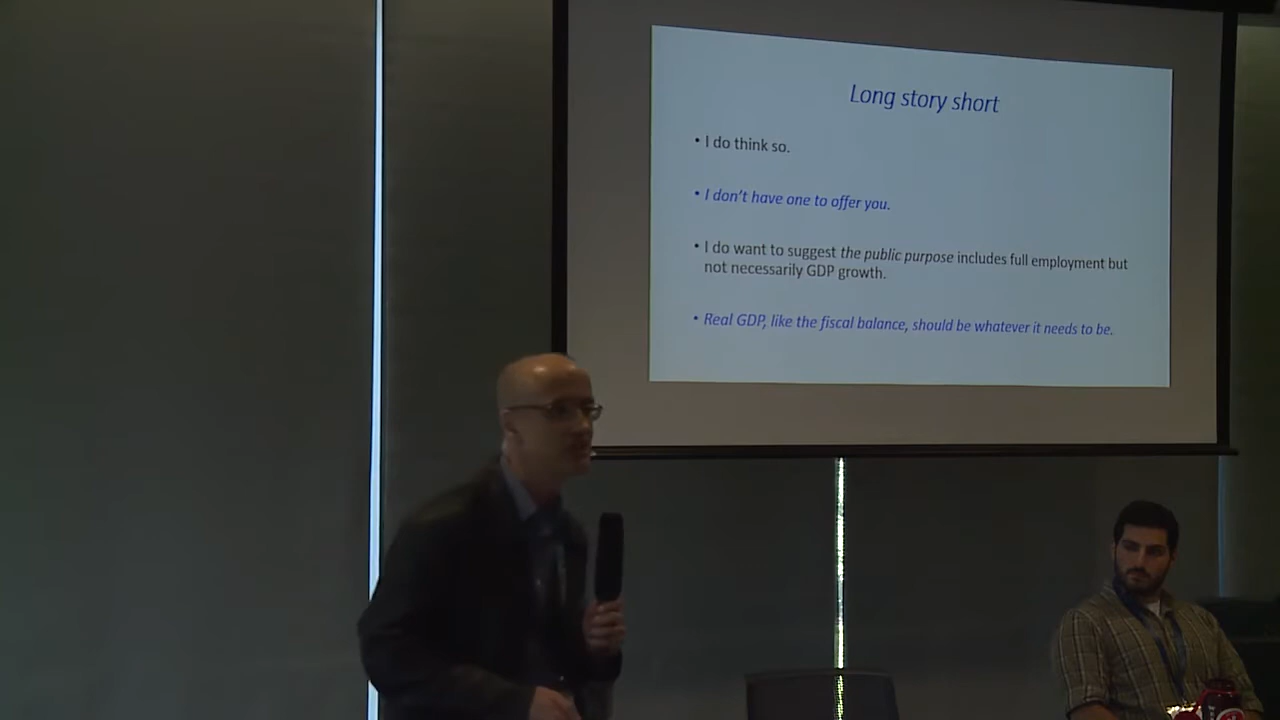 Long story short
• I do think so.
• I don't have one to offer you.
• I do want to suggest the public purpose includes full employment but
not necessarily GDP growth.
• Real GDP, like the fiscal balance, should be whatever it needs to be.